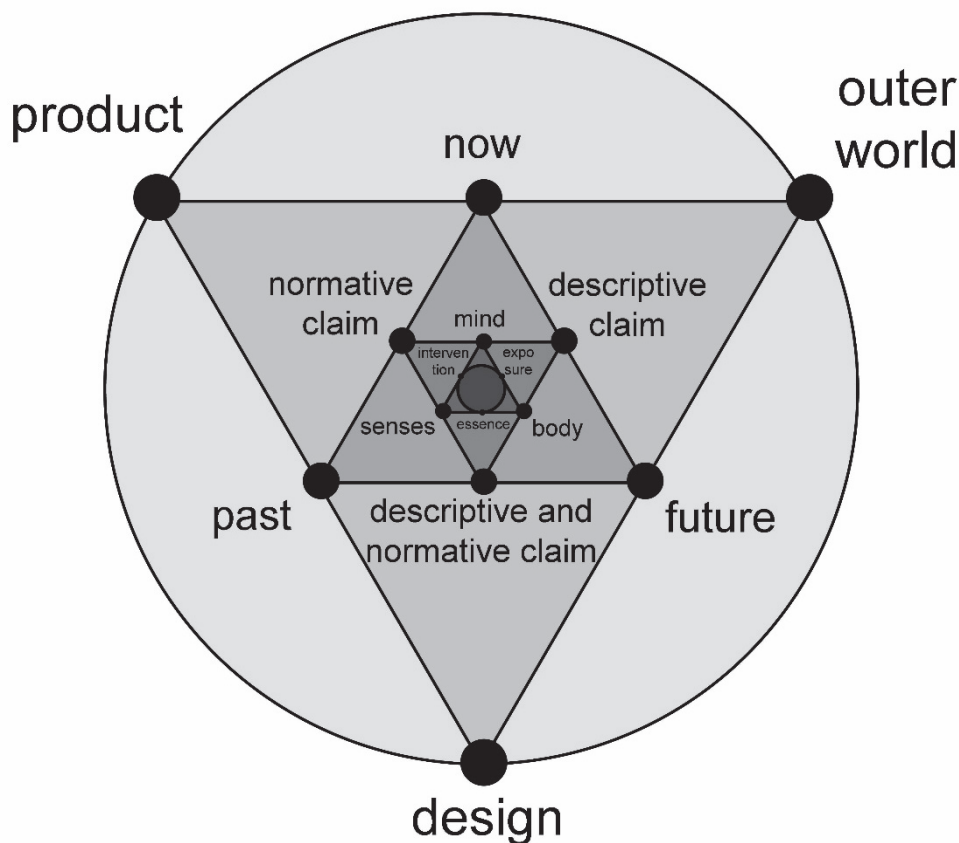 product
outer
world
now
normative
claim
descriptive
claim
mind
interven
tion
expo
sure
senses
essence
body
past
descriptive and
normative claim
future
design